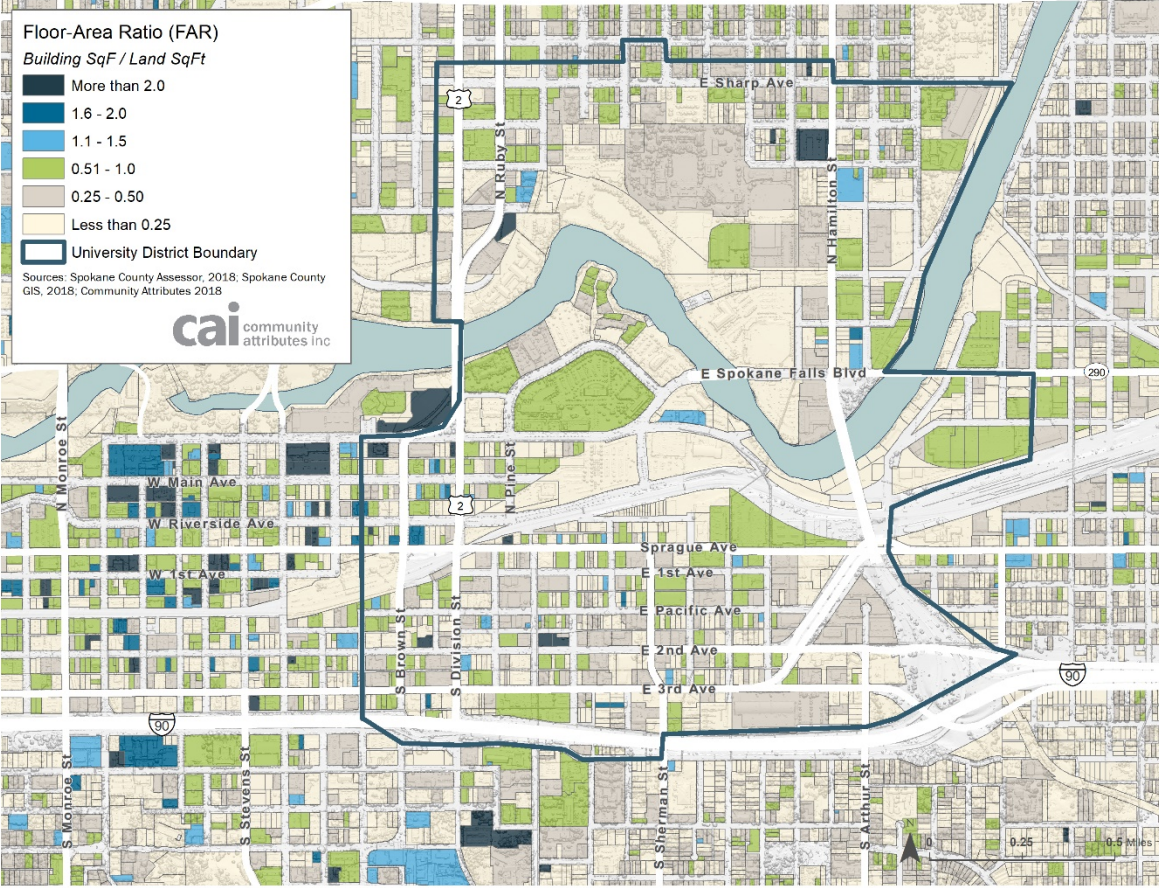 Floor-Area Ratio (FAR)
Building SqF / Land SqFt
More than 2.0
1.6 - 2.0
1.1 - 1.5
0.51 - 1.0
0.25 - 0.50
Less than 0.25
University District Boundary
Sources: Spokane County Assessor, 2018; Spokane County
GIS, 2018; Community Attributes 2018
cai community
attributes inc
E Sharp Ave
2
N Ruby St
N Hamilton St
E Spokane Falls Blvd
290
N Monroe St
N Pine St
W Main Ave
2
W Riverside Ave
Sprague Ave
W 1st Ave
E 1st Ave
E Pacific Ave
S Brown St
S Division St
E 2nd Ave
E 3rd Ave
90
90
S Monroe St
S Stevens St
S Sherman St
S Arthur St
N
0 0.25 0.5 Miles